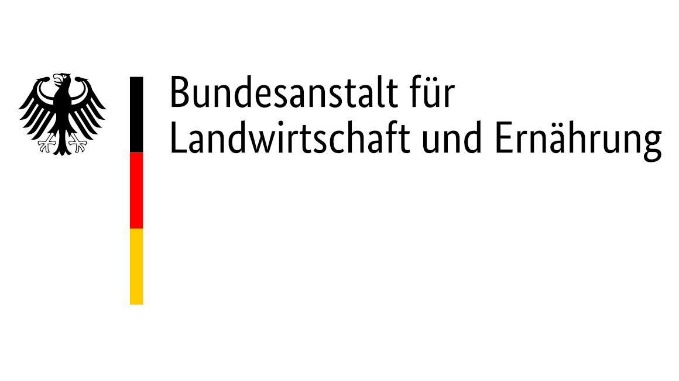 Bundesanstalt für
Landwirtschaft und Ernährung